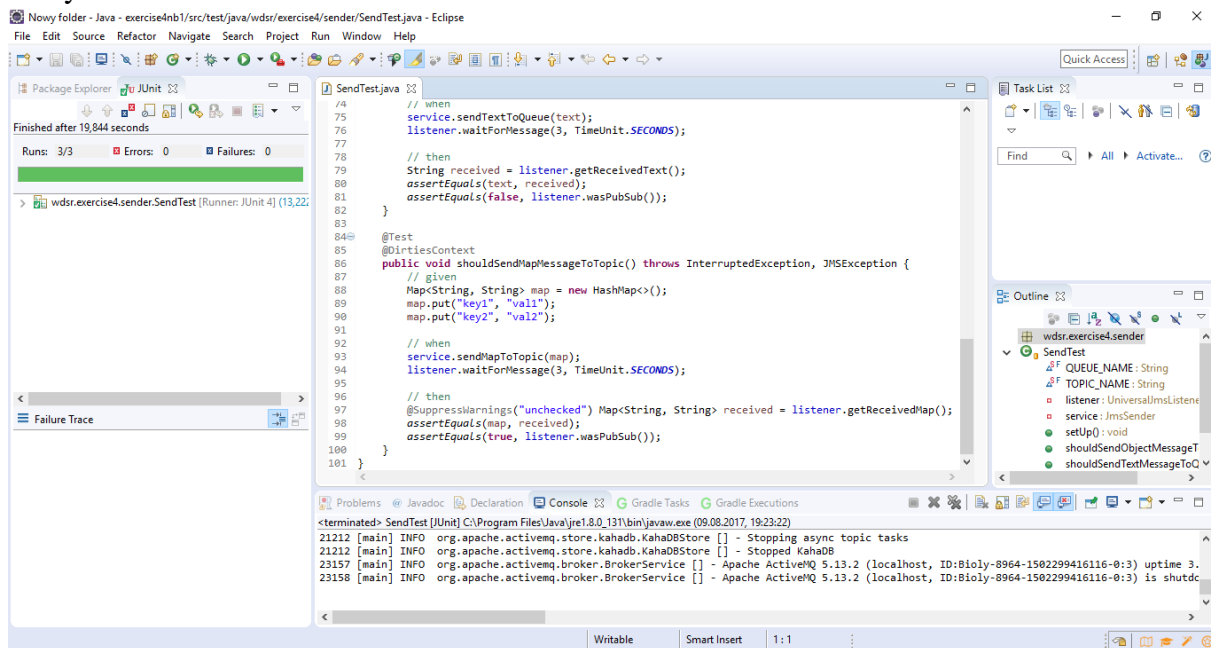 Nowy folder - Java - exercise4nb1/src/test/java/wdsr/exercise4/sender/SendTest.java - Eclipse
File Edit Source Refactor Navigate Search Project Run Window Help
Quick Access
Package Explorer JUnit
Finished after 19,844 seconds
Runs: 3/3 Errors: 0 Failures: 0
wdsr.exercise4.sender.SendTest [Runner: JUnit 4] (13,222
Failure Trace
SendTest.java
74 // when
75 service.sendTextToQueue(text);
76 listener.waitForMessage(3, TimeUnit.SECONDS);
77
78 // then
79 String received = listener.getReceivedText();
80 assertEquals(text, received);
81 assertEquals(false, listener.wasPubSub());
82 }
83
84 @Test
85 @DirtiesContext
86 public void shouldSendMapMessageToTopic() throws InterruptedException, JMSException {
87 // given
88 Map<String, String> map = new HashMap<>();
89 map.put("key1", "val1");
90 map.put("key2", "val2");
91
92 // when
93 service.sendMapToTopic(map);
94 listener.waitForMessage(3, TimeUnit.SECONDS);
95
96 // then
97 @SuppressWarnings("unchecked") Map<String, String> received = listener.getReceivedMap();
98 assertEquals(map, received);
99 assertEquals(true, listener.wasPubSub());
100 }
101 }
Task List
Find All Activate...
Outline
wdsr.exercise4.sender
SendTest
QUEUE_NAME : String
TOPIC_NAME : String
listener : UniversalJmsListene
service : JmsSender
setUp() : void
shouldSendObjectMessageT
shouldSendTextMessageToQ
Problems Javadoc Declaration Console Gradle Tasks Gradle Executions
<terminated> SendTest [JUnit] C:\Program Files\Java\jre1.8.0_131\bin\javaw.exe (09.08.2017, 19:23:22)
21212 [main] INFO org.apache.activemq.store.kahadb.KahaDBStore [] - Stopping async topic tasks
21212 [main] INFO org.apache.activemq.store.kahadb.KahaDBStore [] - Stopped KahaDB
23157 [main] INFO org.apache.activemq.broker.BrokerService [] - Apache ActiveMQ 5.13.2 (localhost, ID:Bioly-8964-1502299416116-0:3) uptime 3.
23158 [main] INFO org.apache.activemq.broker.BrokerService [] - Apache ActiveMQ 5.13.2 (localhost, ID:Bioly-8964-1502299416116-0:3) is shutdo
Writable Smart Insert 1 : 1